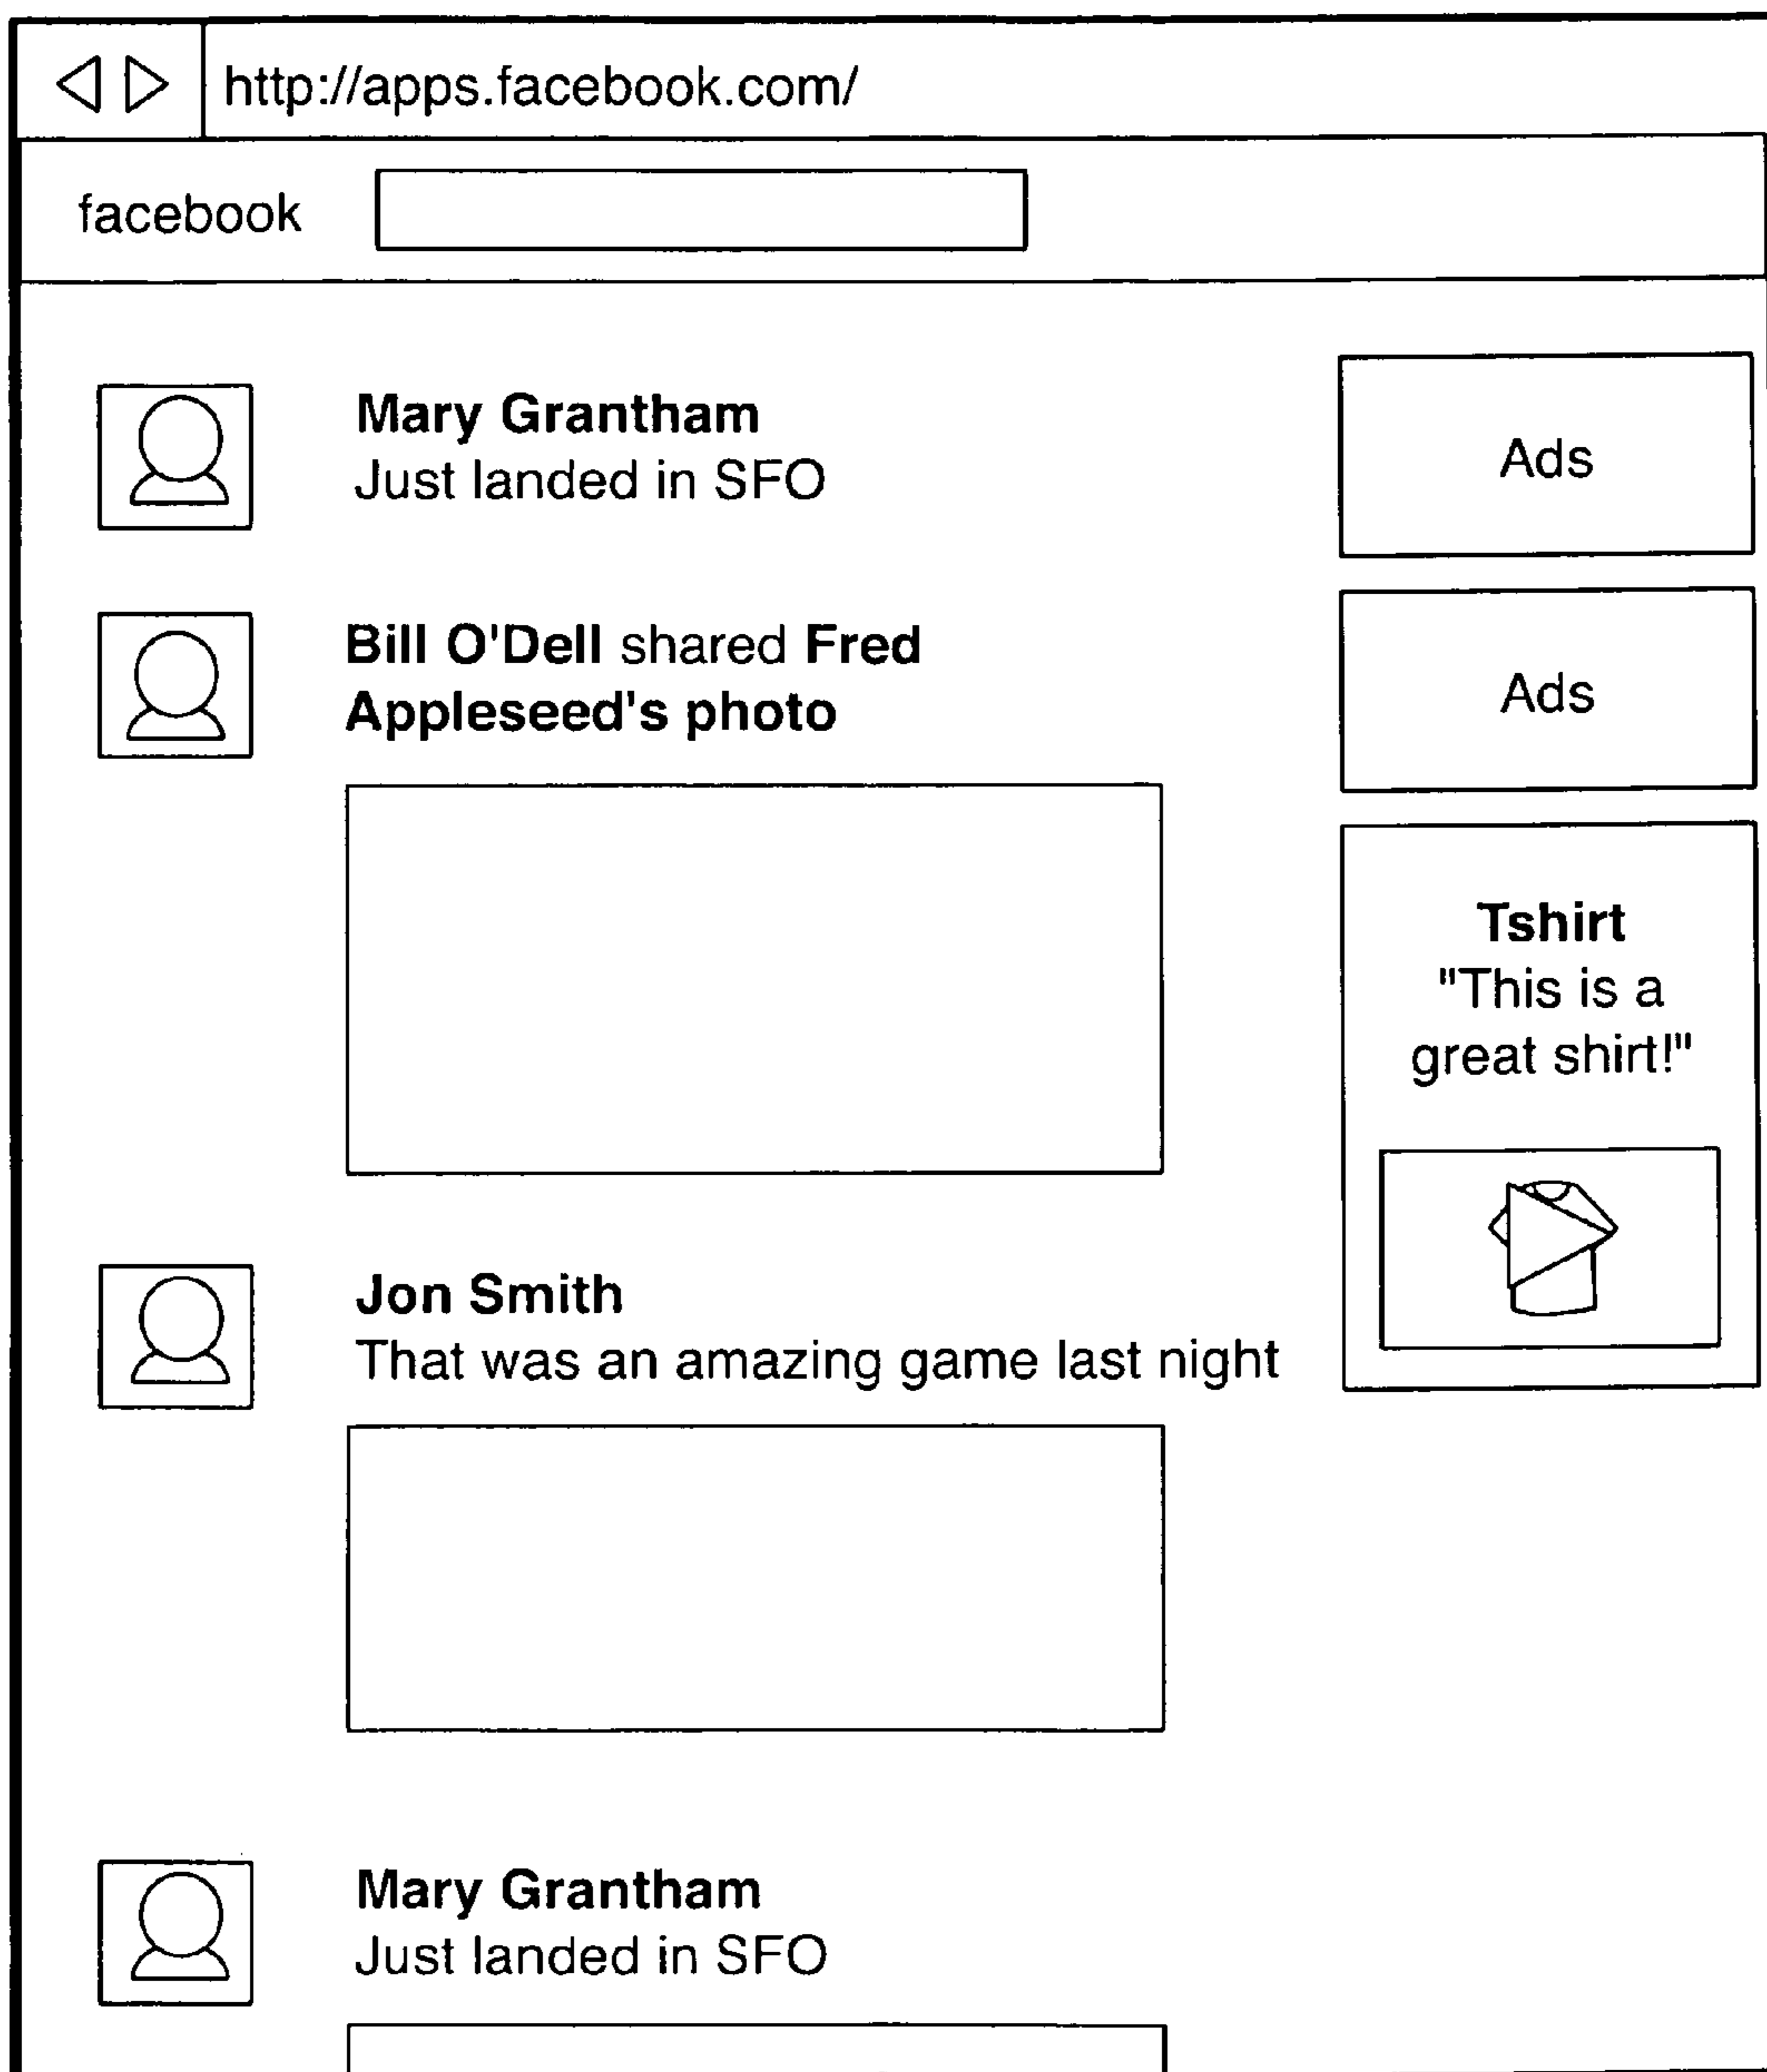 http://apps.facebook.com/
facebook
Mary Grantham
Just landed in SFO
Bill O'Dell shared Fred
Appleseed's photo
Jon Smith
That was an amazing game last night
Mary Grantham
Just landed in SFO
Ads
Ads
Tshirt
"This is a
great shirt!"